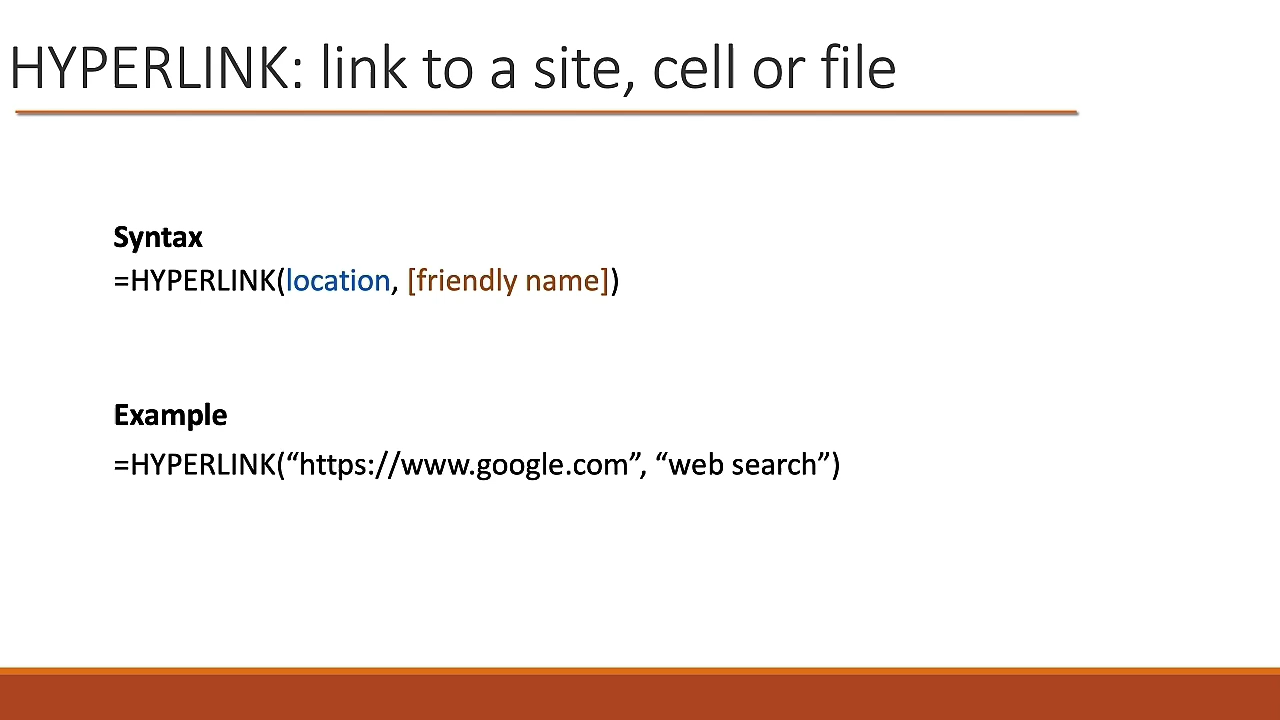 HYPERLINK: link to a site, cell or file
Syntax
=HYPERLINK(location, [friendly name])
Example
=HYPERLINK(“https://www.google.com”, “web search”)